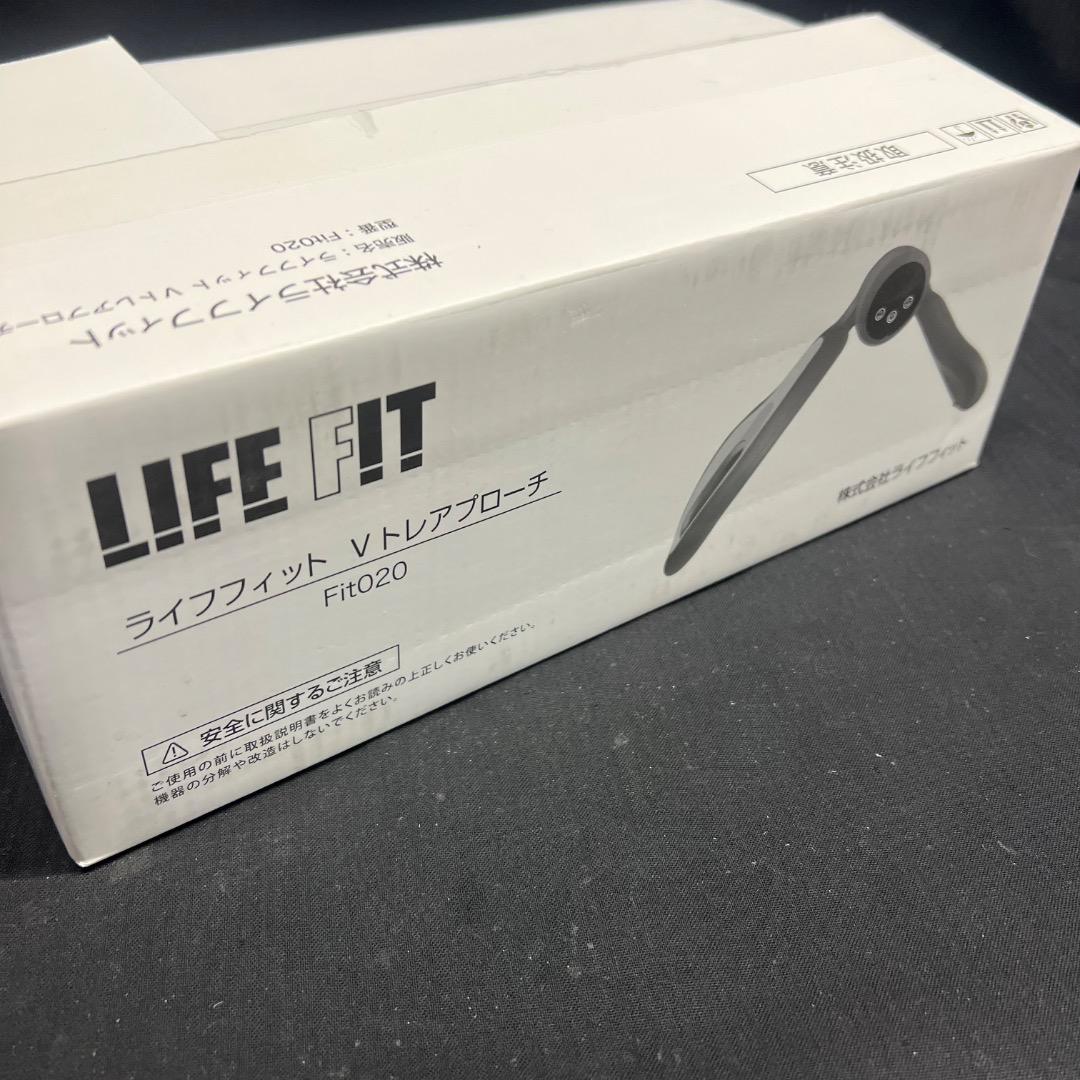 取扱注意
株式会社ライフフィット
販売名：ライフフィット Vトレアプローチ
型番：Fit020
LIFE FIT
ライフフィット Vトレアプローチ
Fit020
安全に関するご注意
ご使用の前に取扱説明書をよくお読みの上正しくお使いください。
機器の分解や改造はしないでください。
株式会社ライフフィット